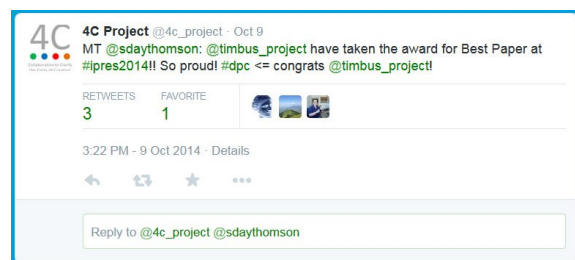 4C Project @4c_project · Oct 9
4C
MT @sdaythomson: @timbus_project have taken the award for Best Paper at
#ipres2014!! So proud! #dpc <= congrats @timbus_project!
RETWEETS FAVORITE
3 1
3:22 PM - 9 Oct 2014 · Details
Reply to @4c_project @sdaythomson